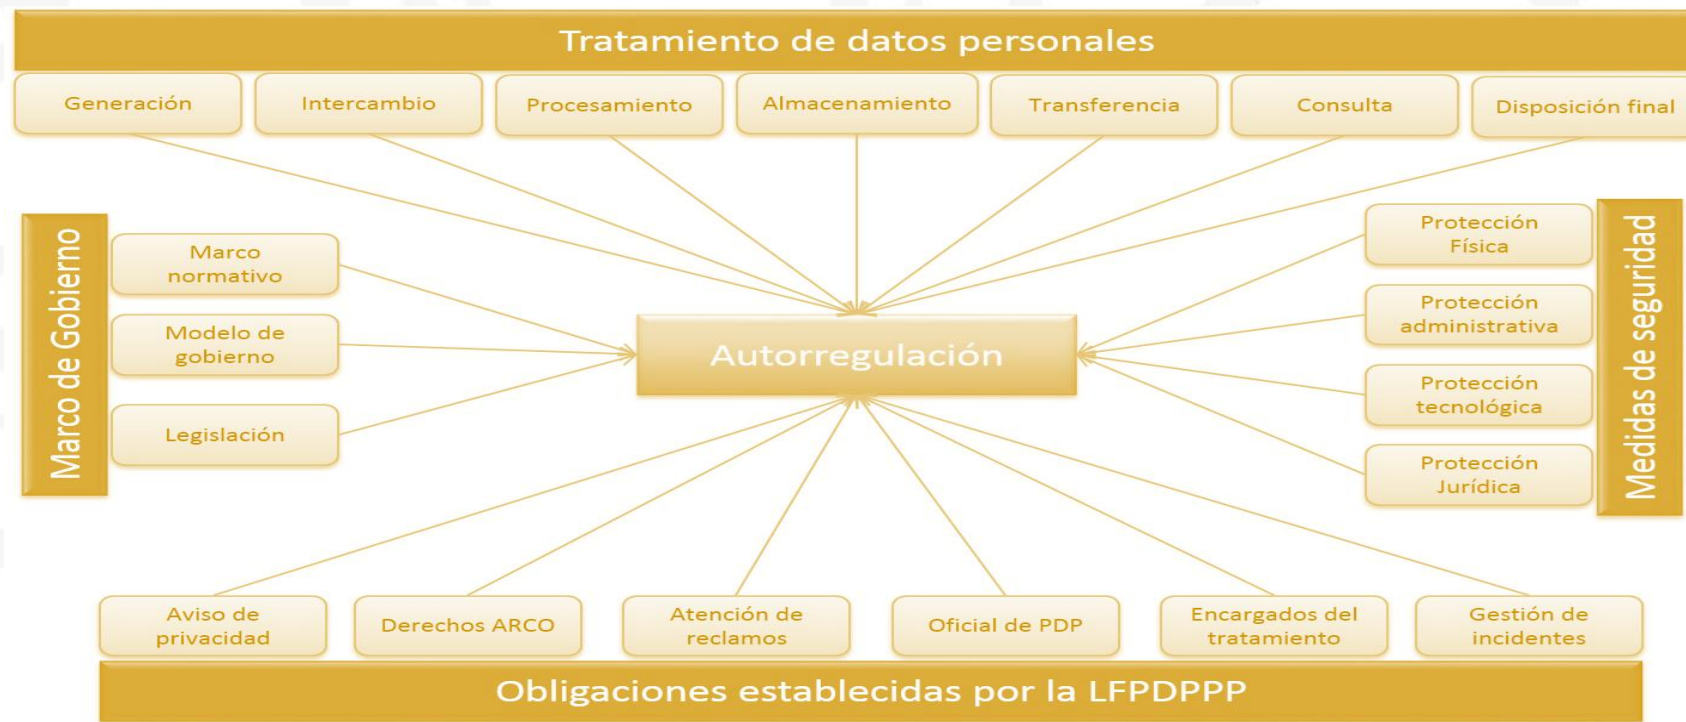 Tratamiento de datos personales
Generación
Intercambio
Procesamiento
Almacenamiento
Transferencia
Consulta
Disposición final
Marco de Gobierno
Marco
normativo
Modelo de
gobierno
Legislación
Autorregulación
Protección
Física
Protección
administrativa
Protección
tecnológica
Protección
Jurídica
Medidas de seguridad
Aviso de
privacidad
Derechos ARCO
Atención de
reclamos
Oficial de PDP
Encargados del
tratamiento
Gestión de
incidentes
Obligaciones establecidas por la LFPDPPP